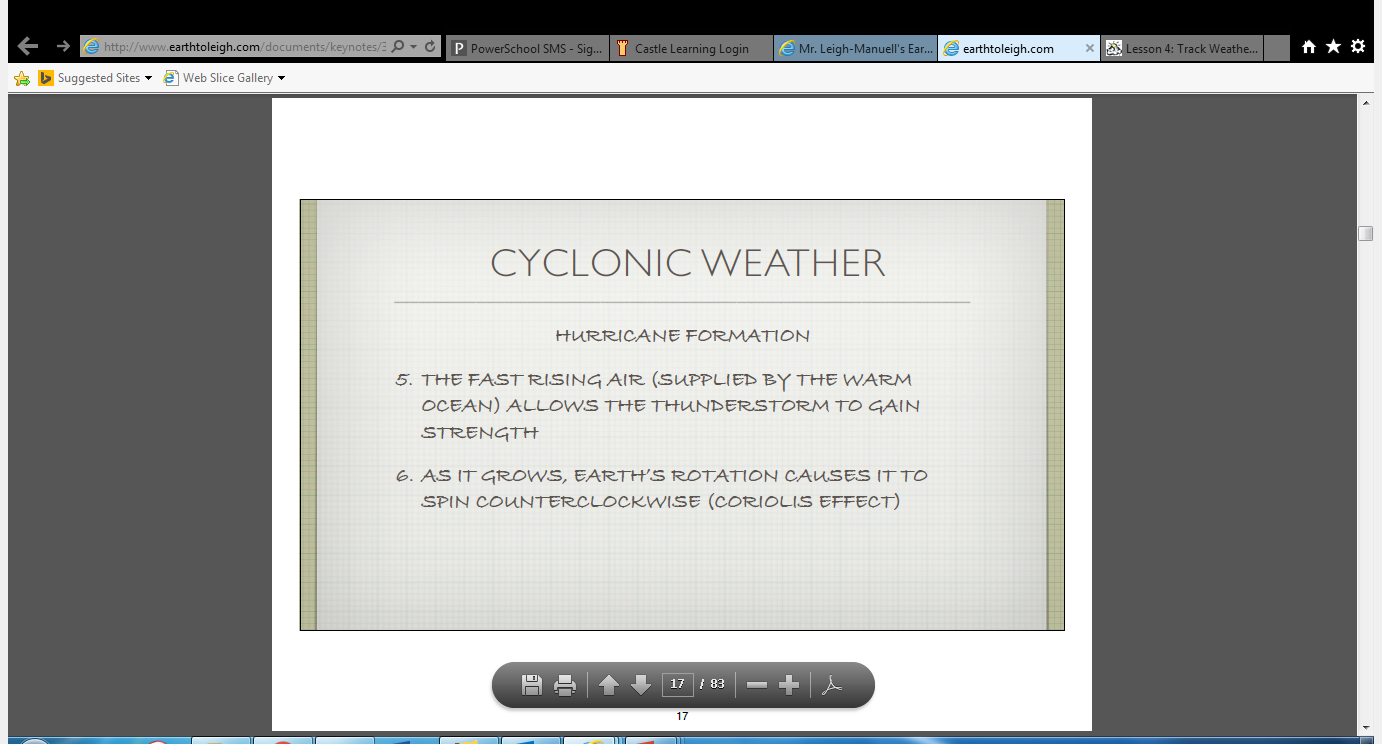 http://www.earthtoleigh.com/documents/keynotes/3
PowerSchool SMS - Sig...
Castle Learning Login
Mr. Leigh-Manuell's Ear...
earthtoleigh.com
Lesson 4: Track Weathe...
Suggested Sites
Web Slice Gallery
CYCLONIC WEATHER
HURRICANE FORMATION
5. THE FAST RISING AIR (SUPPLIED BY THE WARM
OCEAN) ALLOWS THE THUNDERSTORM TO GAIN
STRENGTH
6. AS IT GROWS, EARTH'S ROTATION CAUSES IT TO
SPIN COUNTERCLOCKWISE (CORIOLIS EFFECT)
17 / 83
17